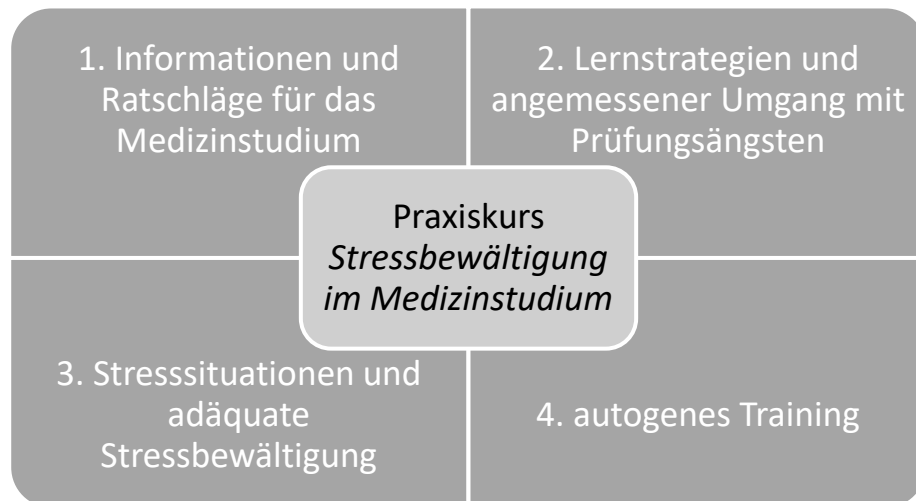 1. Informationen und
Ratschläge für das
Medizinstudium
2. Lernstrategien und
angemessener Umgang mit
Prüfungsängsten
Praxiskurs
Stressbewältigung
im Medizinstudium
3. Stresssituationen und
adäquate
Stressbewältigung
4. autogenes Training